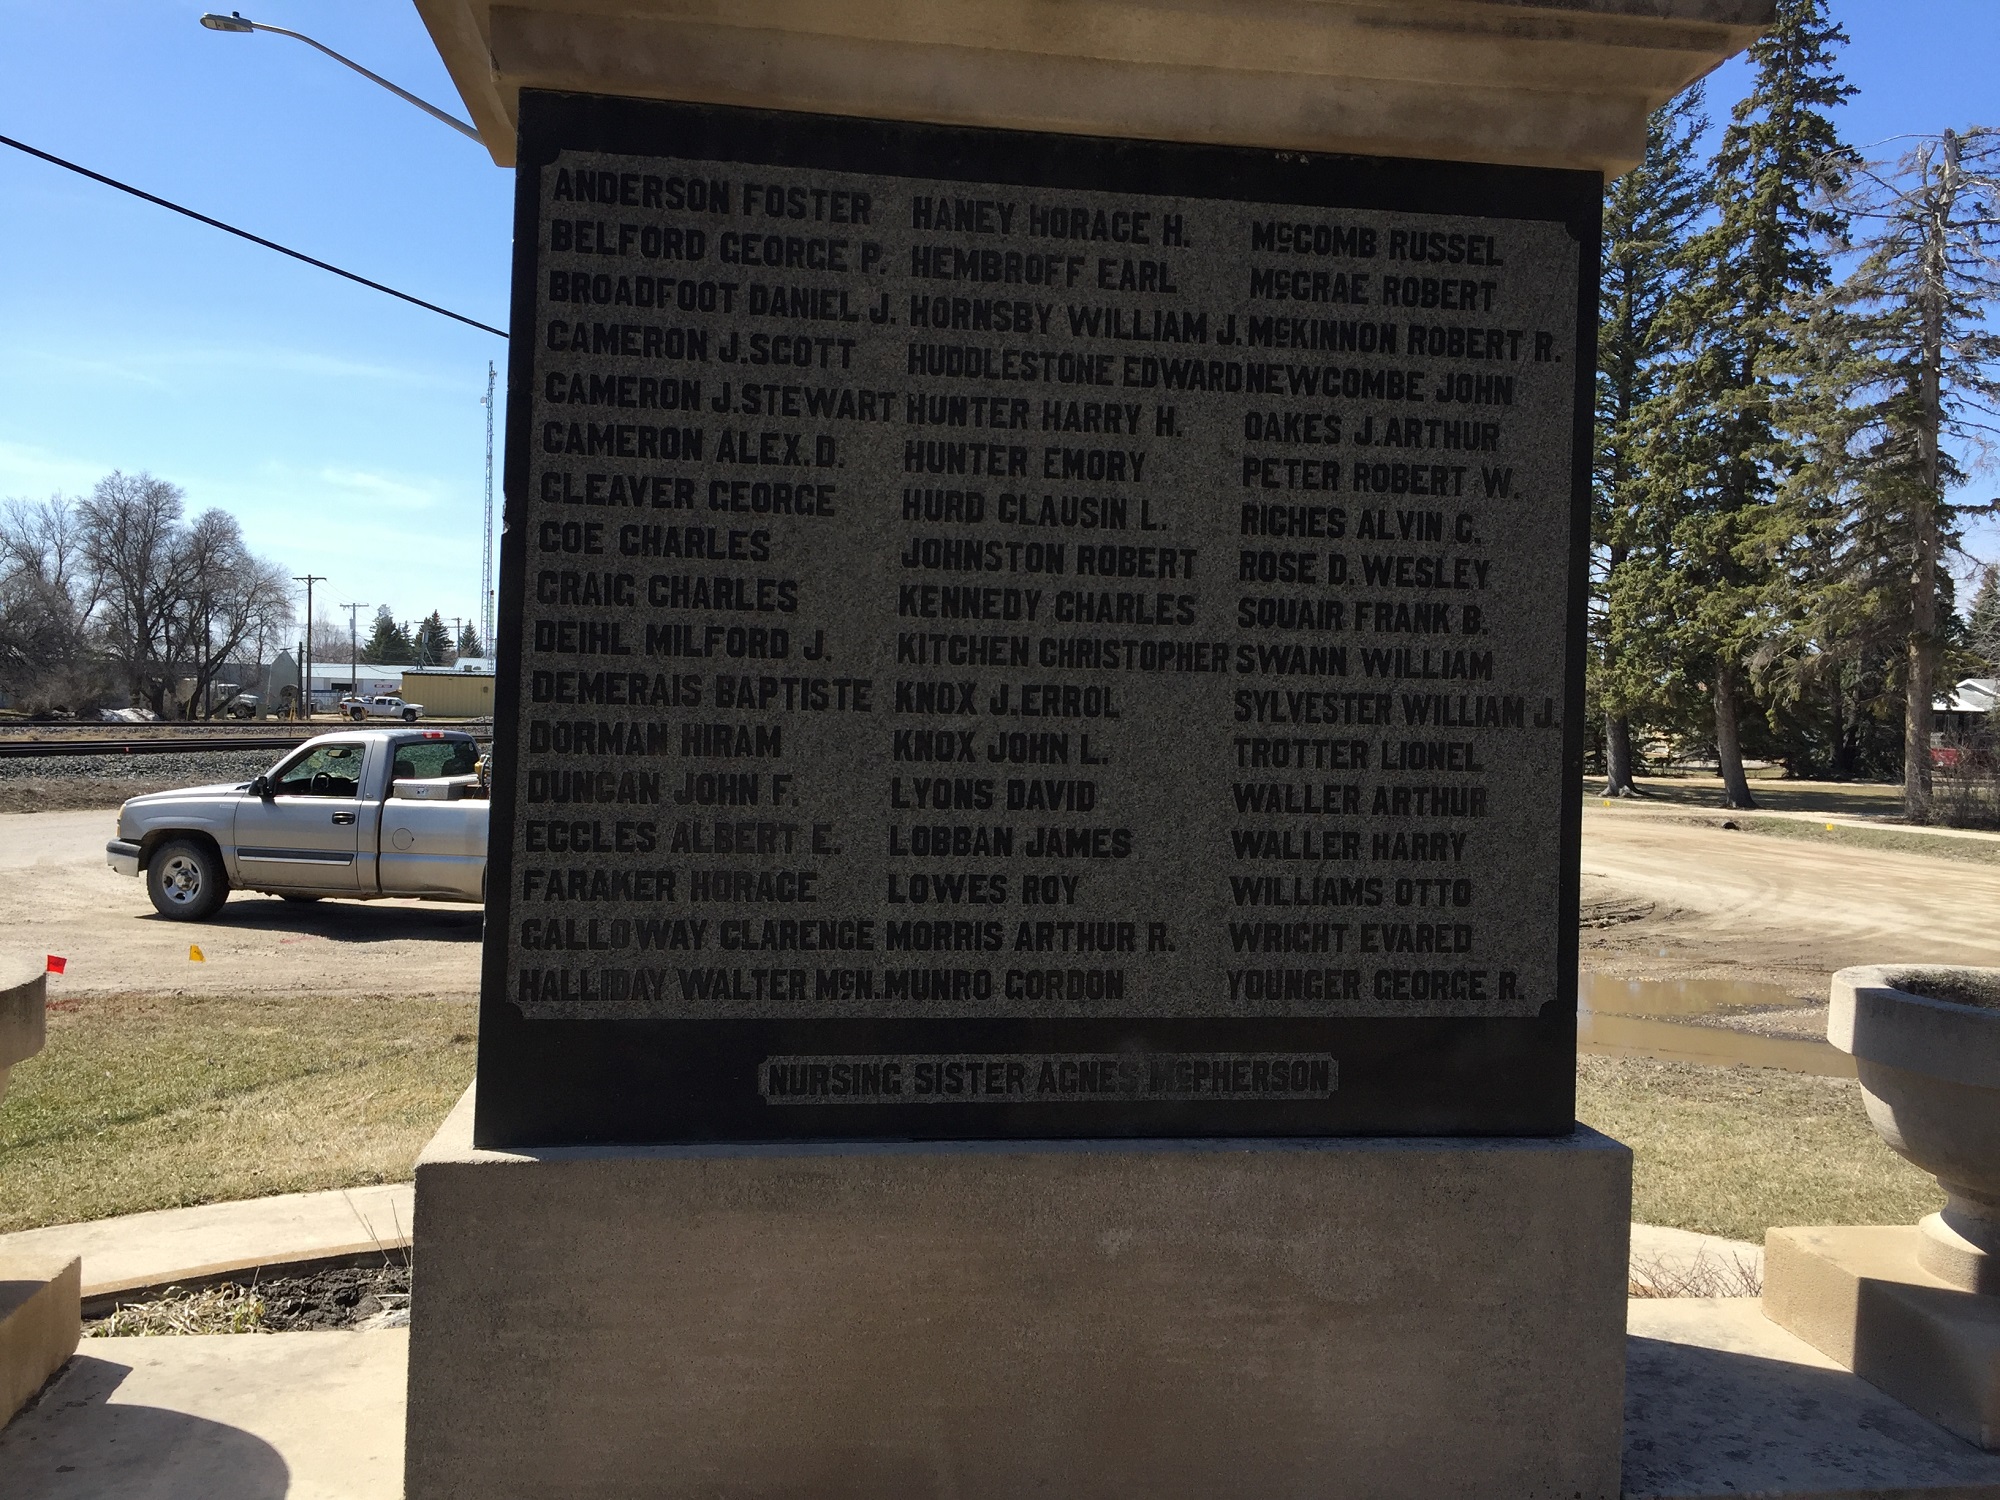 ANDERSON FOSTER
BELFORD GEORGE P.
BROADFOOT DANIEL J.
CAMERON J. SCOTT
CAMERON J. STEWART
CAMERON ALEX. D.
CLEAVER GEORGE
COE CHARLES
CRAIG CHARLES
DEIHL MILFORD J.
DEMERAIS BAPTISTE
DORMAN HIRAM
DUNCAN JOHN F.
ECCLES ALBERT E.
FARAKER HORACE
GALLOWAY CLARENCE
HALLIDAY WALTER McN.
HANEY HORACE H.
HEMBROFF EARL
HORNSBY WILLIAM J.
HUDDLESTONE EDWARD
HUNTER HARRY H.
HUNTER EMORY
HURD CLAUSIN L.
JOHNSTON ROBERT
KENNEDY CHARLES
KITCHEN CHRISTOPHER
KNOX J. ERROL
KNOX JOHN L.
LYONS DAVID
LOBBAN JAMES
LOWES ROY
MORRIS ARTHUR R.
MUNRO GORDON
McCOMB RUSSEL
McCRAE ROBERT
McKINNON ROBERT R.
NEWCOMBE JOHN
OAKES J. ARTHUR
PETER ROBERT W.
RICHES ALVIN C.
ROSE D. WESLEY
SQUAIR FRANK B.
SWANN WILLIAM
SYLVESTER WILLIAM J.
TROTTER LIONEL
WALLER ARTHUR
WALLER HARRY
WILLIAMS OTTO
WRIGHT EVARED
YOUNGER GEORGE R.
NURSING SISTER AGNES McPHERSON